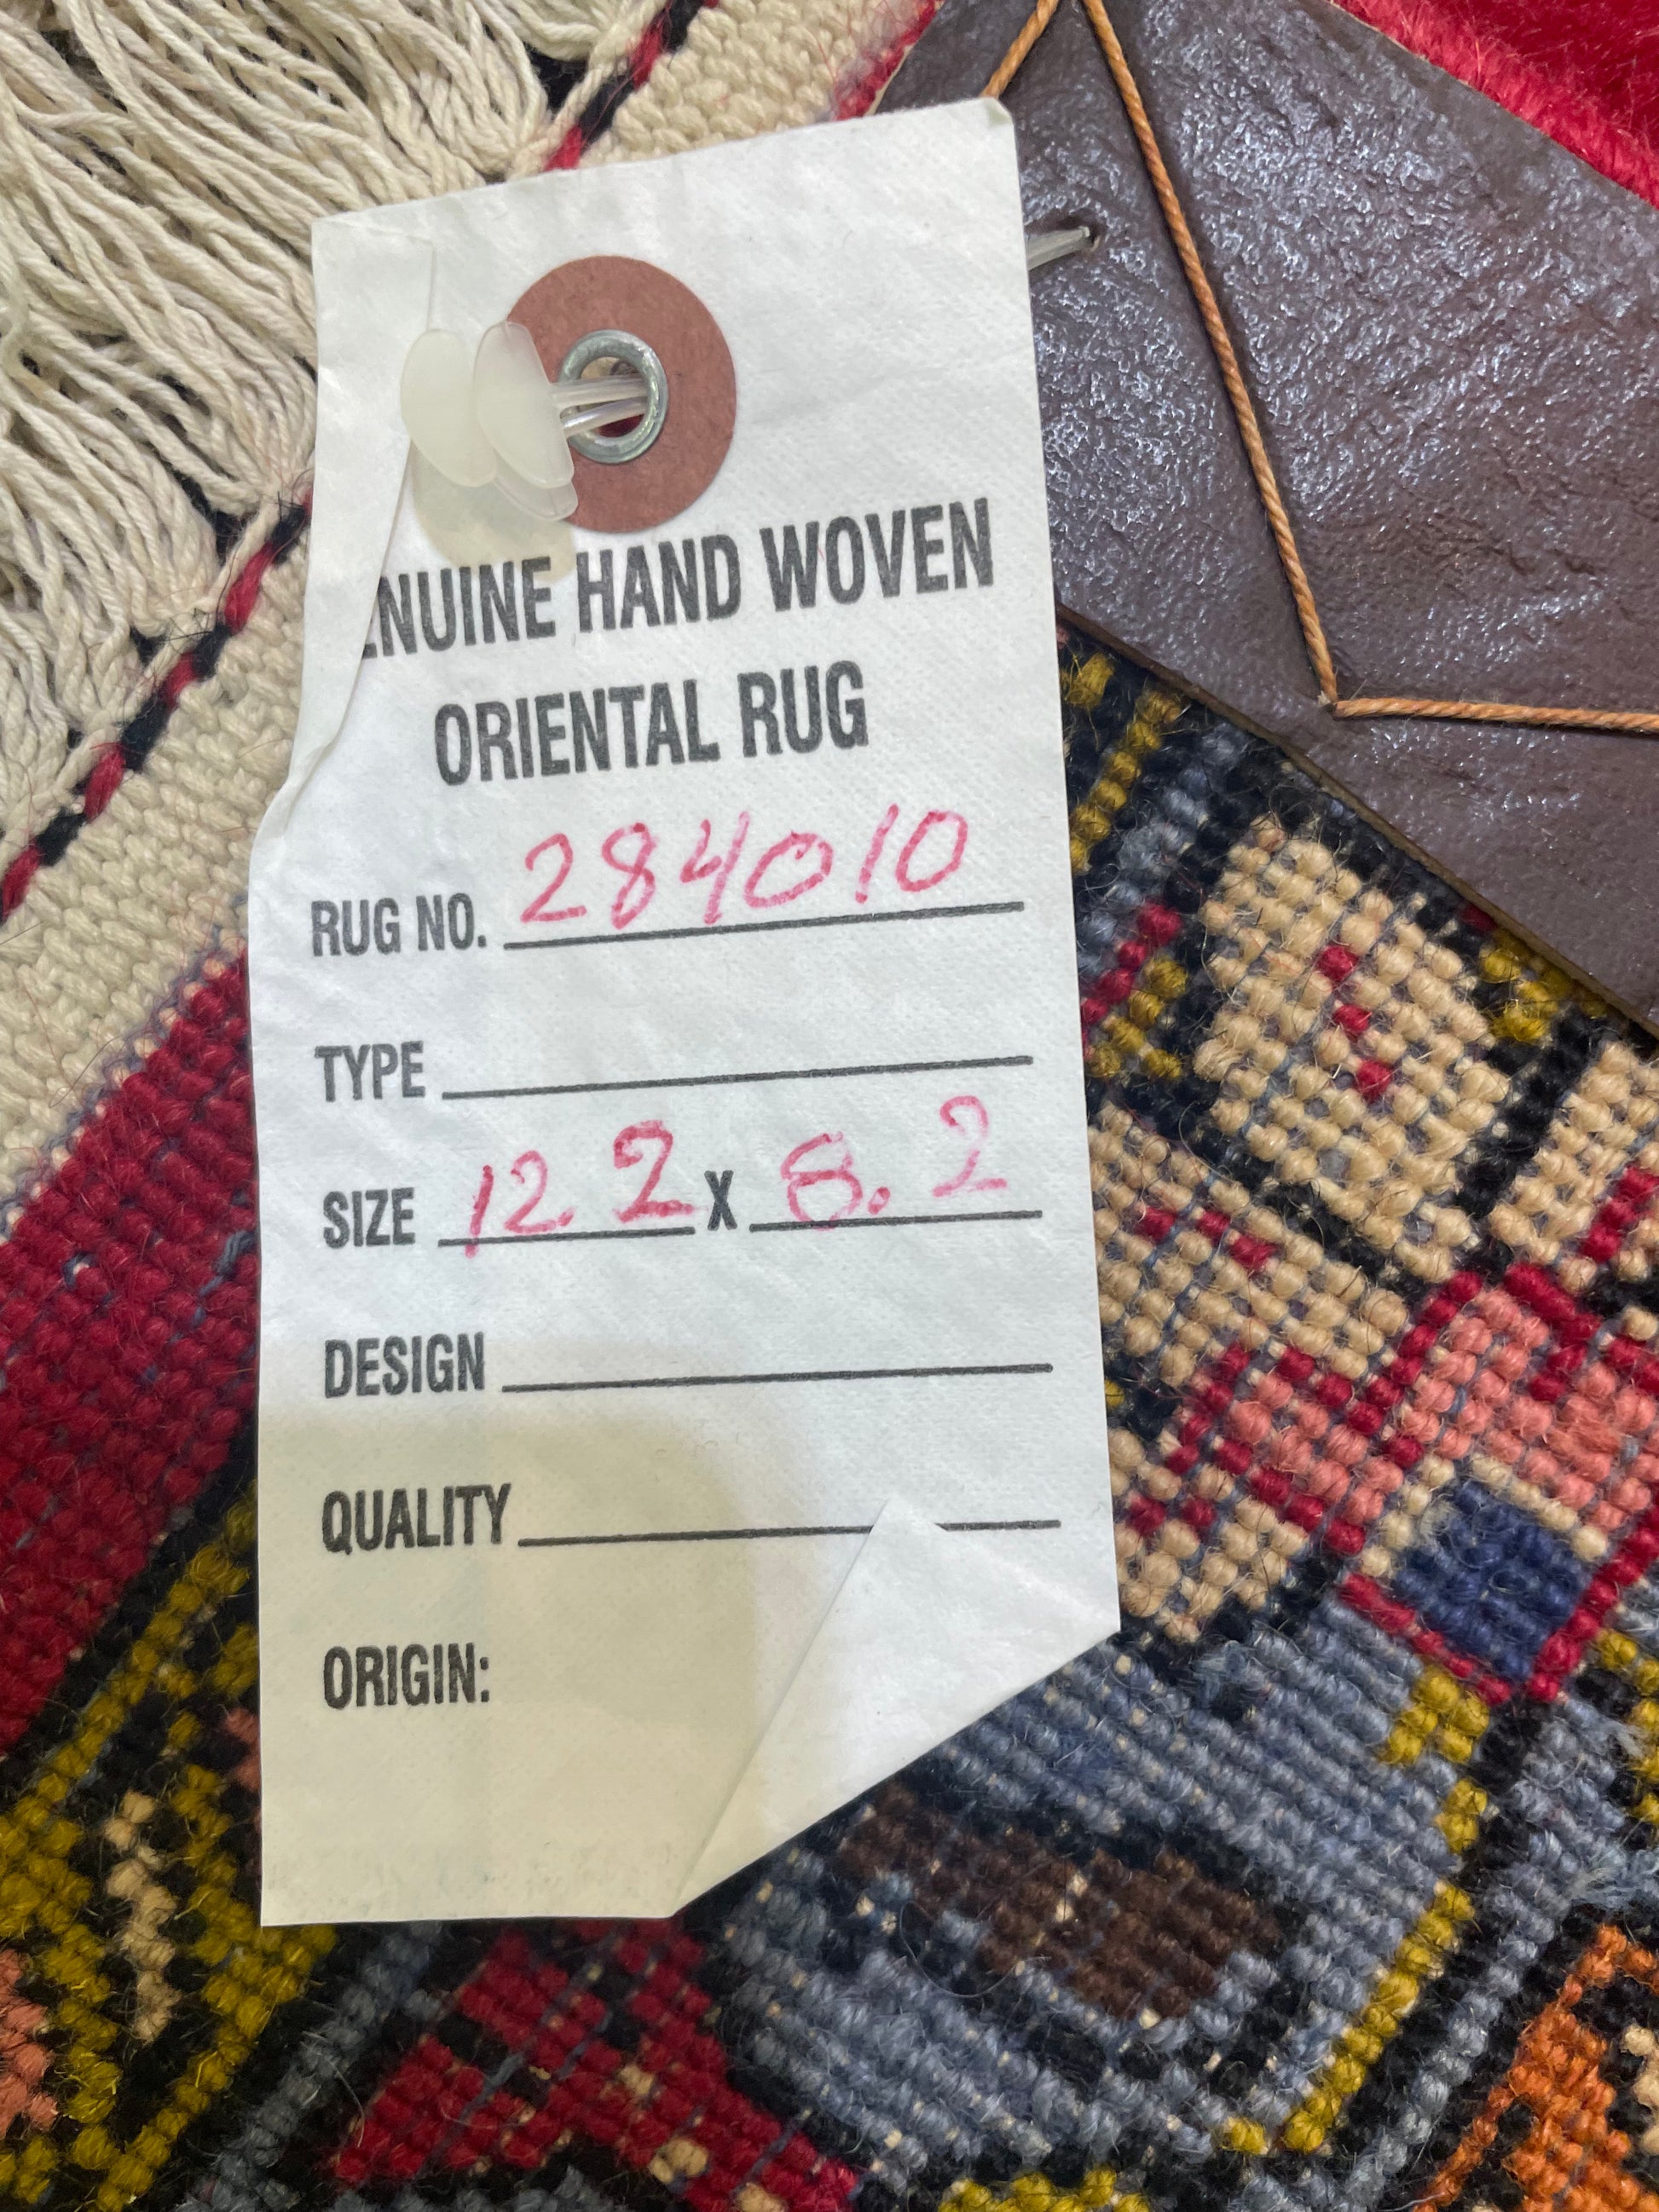 ENUINE HAND WOVEN
ORIENTAL RUG
RUG NO. 284010
TYPE
SIZE 12.2 X 8.2
DESIGN
QUALITY
ORIGIN: